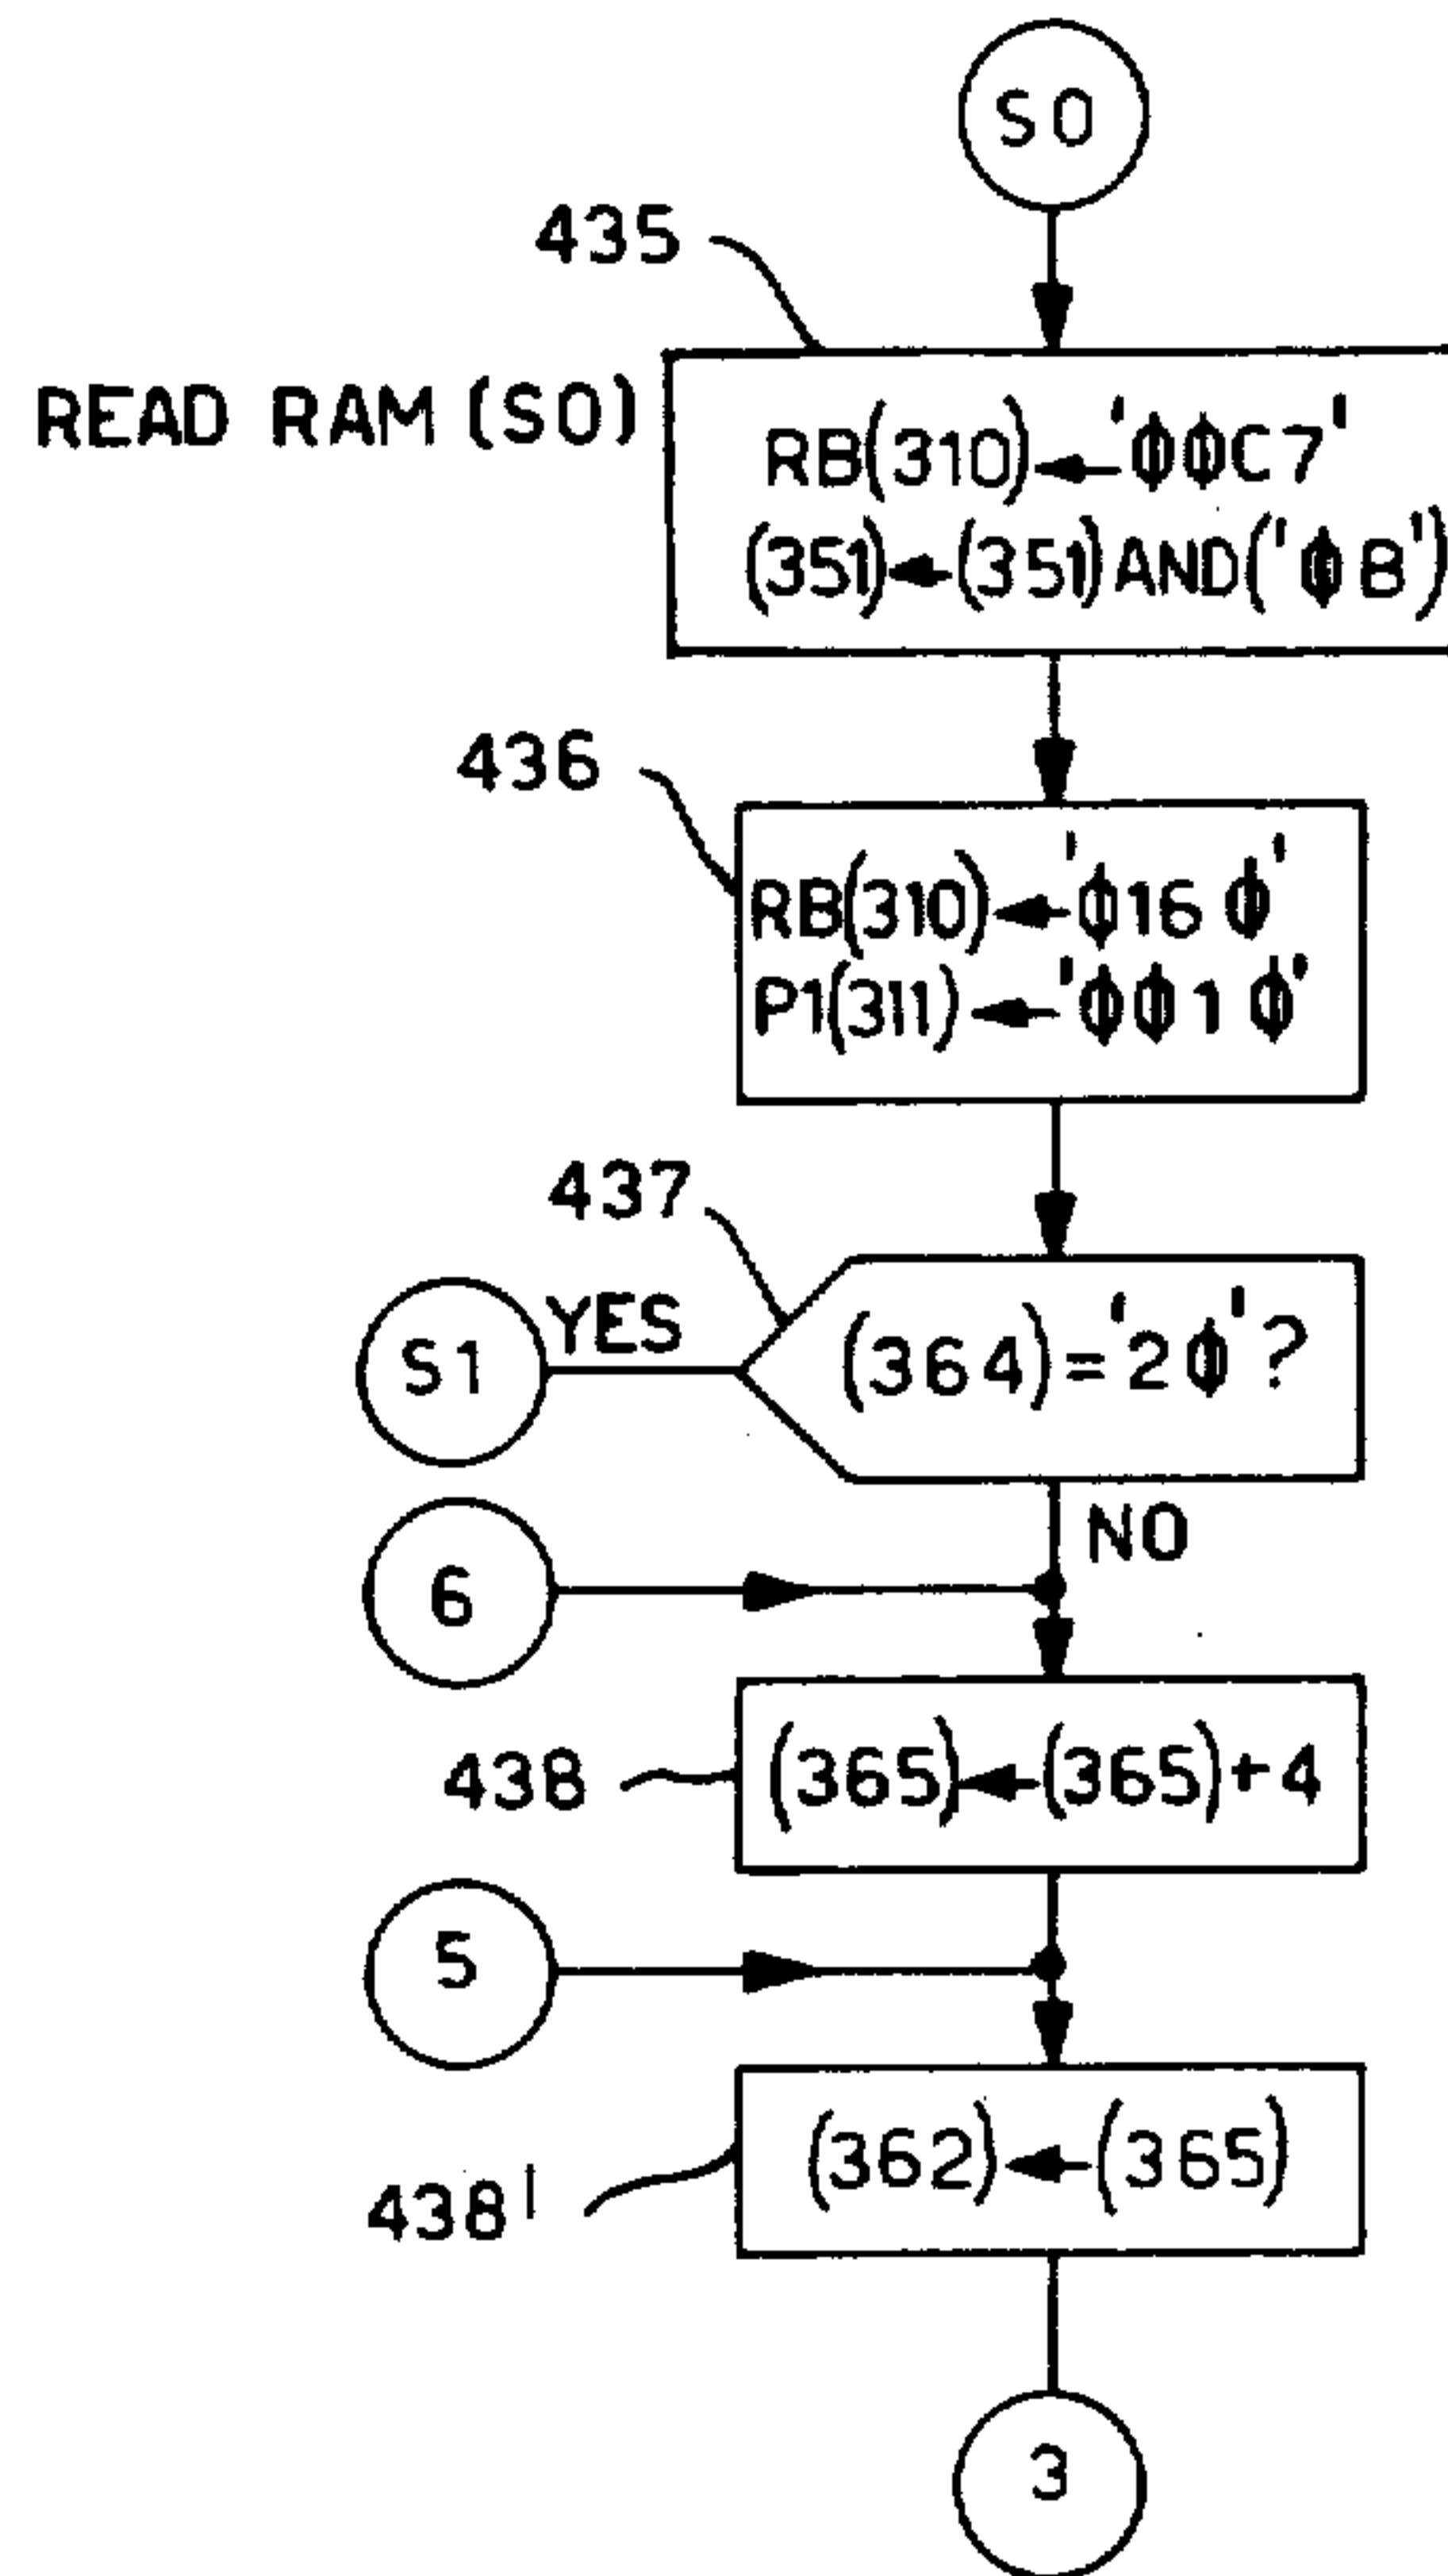 S0
435
READ RAM (S0)
RB(310)←'ϕϕC7'
(351)←(351)AND('ϕ8')
436
RB(310)←'ϕ16ϕ'
P1(311)←'ϕϕ1ϕ'
437
S1
YES
(364)='2ϕ'?
NO
6
438
(365)←(365)+4
5
438'
(362)←(365)
3